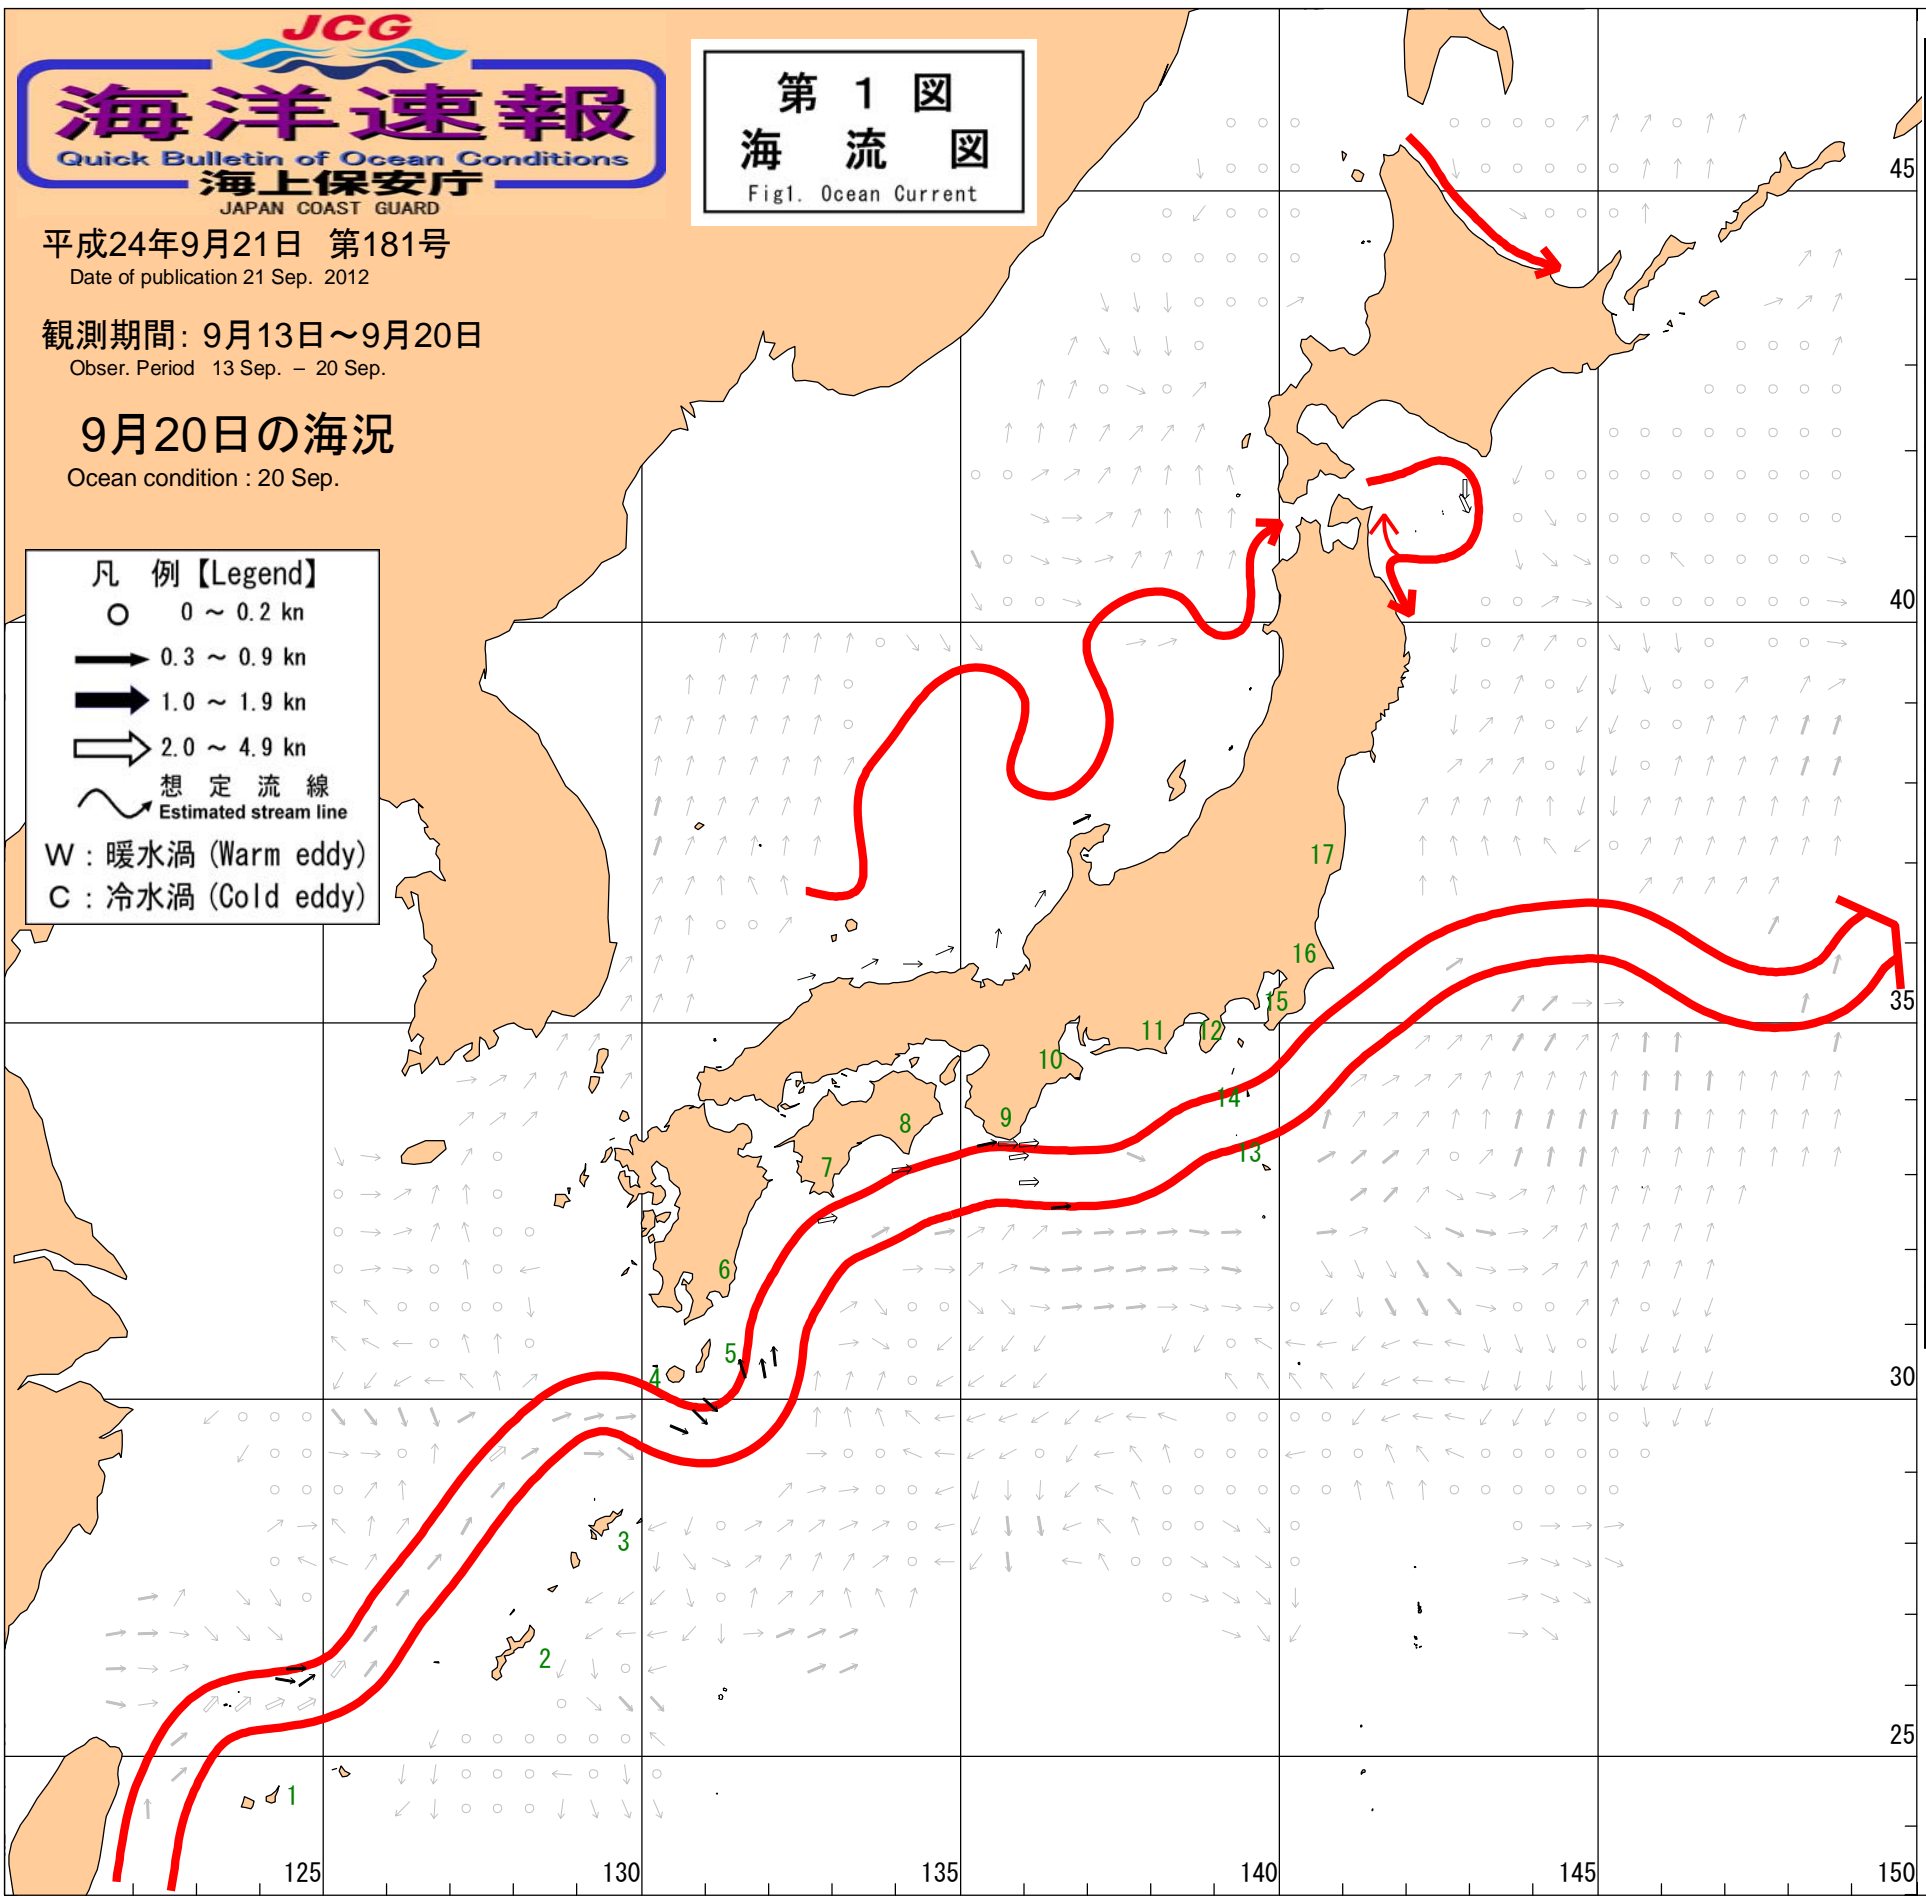 JCG
海洋速報
Quick Bulletin of Ocean Conditions
海上保安庁
JAPAN COAST GUARD
平成24年9月21日 第181号
Date of publication 21 Sep. 2012
観測期間: 9月13日～9月20日
Obser. Period 13 Sep. – 20 Sep.
9月20日の海況
Ocean condition : 20 Sep.
第 1 図
海 流 図
Fig1. Ocean Current
凡 例【Legend】
0 ～ 0.2 kn
0.3 ～ 0.9 kn
1.0 ～ 1.9 kn
2.0 ～ 4.9 kn
想 定 流 線
Estimated stream line
W : 暖水渦 (Warm eddy)
C : 冷水渦 (Cold eddy)
45
40
35
30
25
17
16
15
14
13
12
11
10
9
8
7
6
5
4
3
2
1
125
130
135
140
145
150